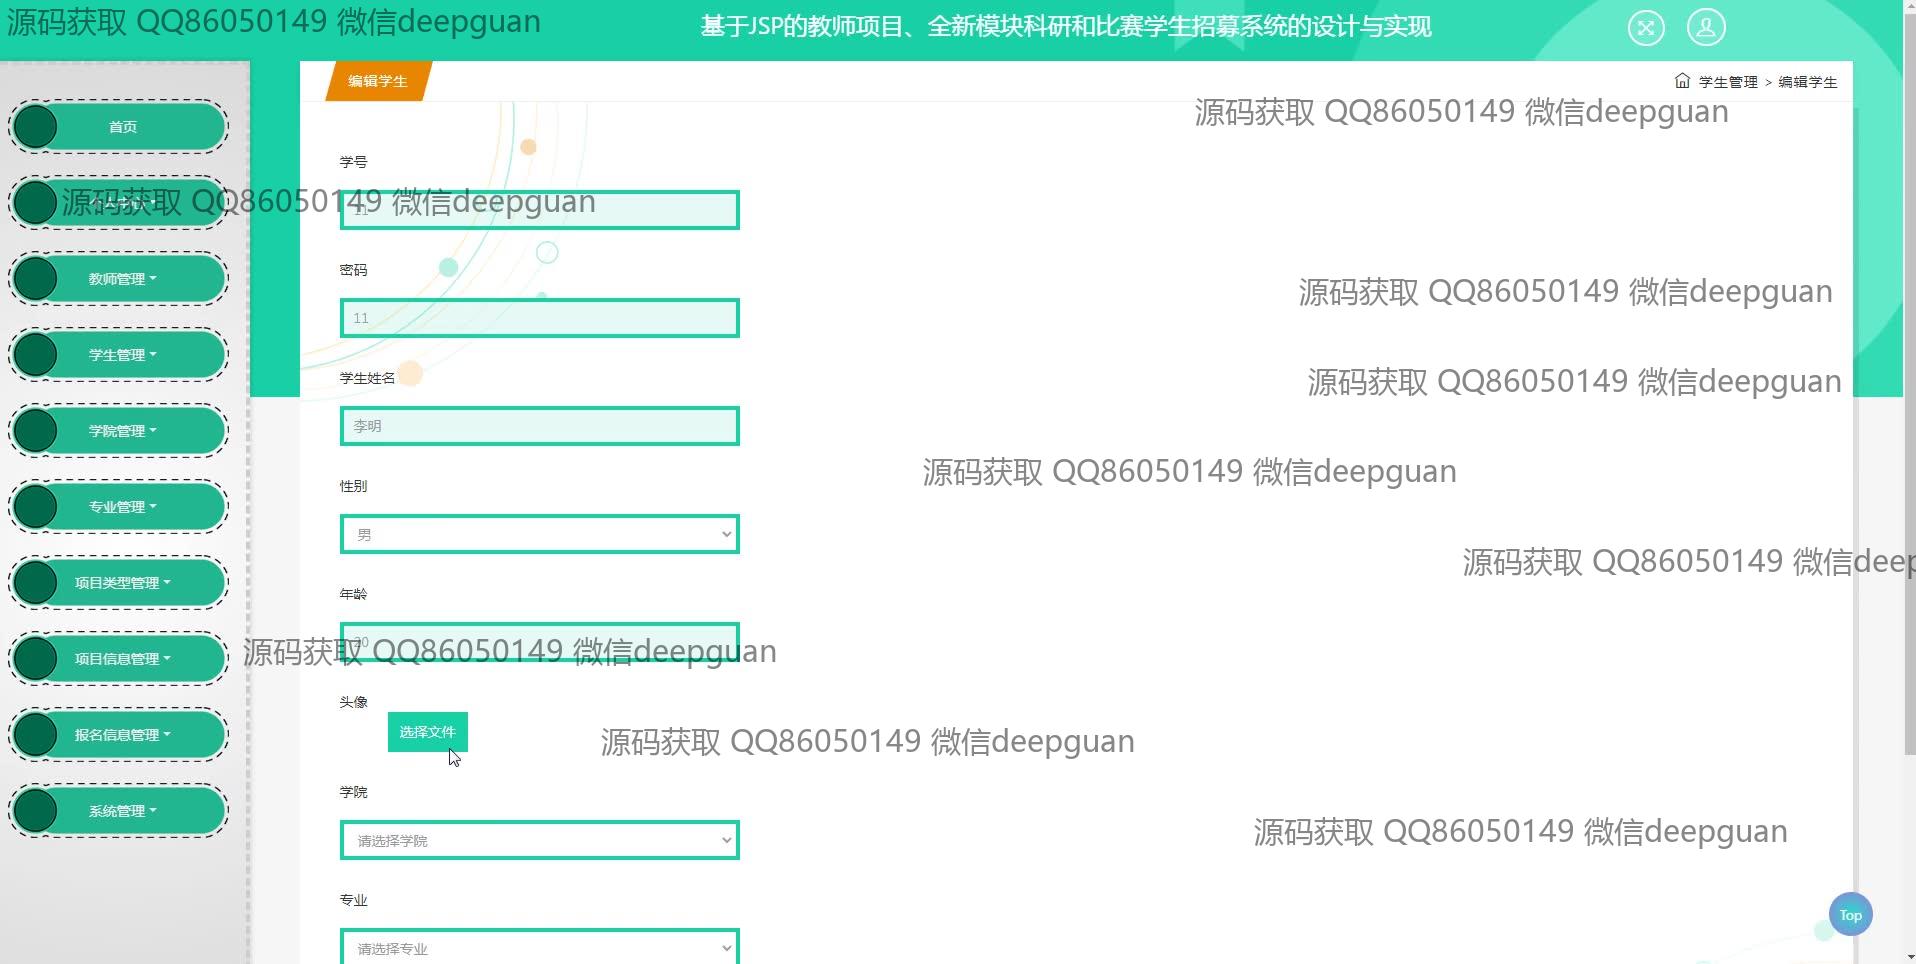 源码获取 QQ86050149 微信deepguan
基于JSP的教师项目、全新模块科研和比赛学生招募系统的设计与实现
编辑学生
学生管理 > 编辑学生
源码获取 QQ86050149 微信deepguan
首页
学号
个人中心
源码获取 QQ86050149 微信deepguan
11
密码
教师管理
源码获取 QQ86050149 微信deepguan
11
学生管理
学生姓名
源码获取 QQ86050149 微信deepguan
李明
学院管理
源码获取 QQ86050149 微信deepguan
性别
专业管理
男
源码获取 QQ86050149 微信deep
项目类型管理
年龄
20
源码获取 QQ86050149 微信deepguan
项目信息管理
头像
选择文件
源码获取 QQ86050149 微信deepguan
报名信息管理
学院
系统管理
请选择学院
源码获取 QQ86050149 微信deepguan
专业
Top
请选择专业